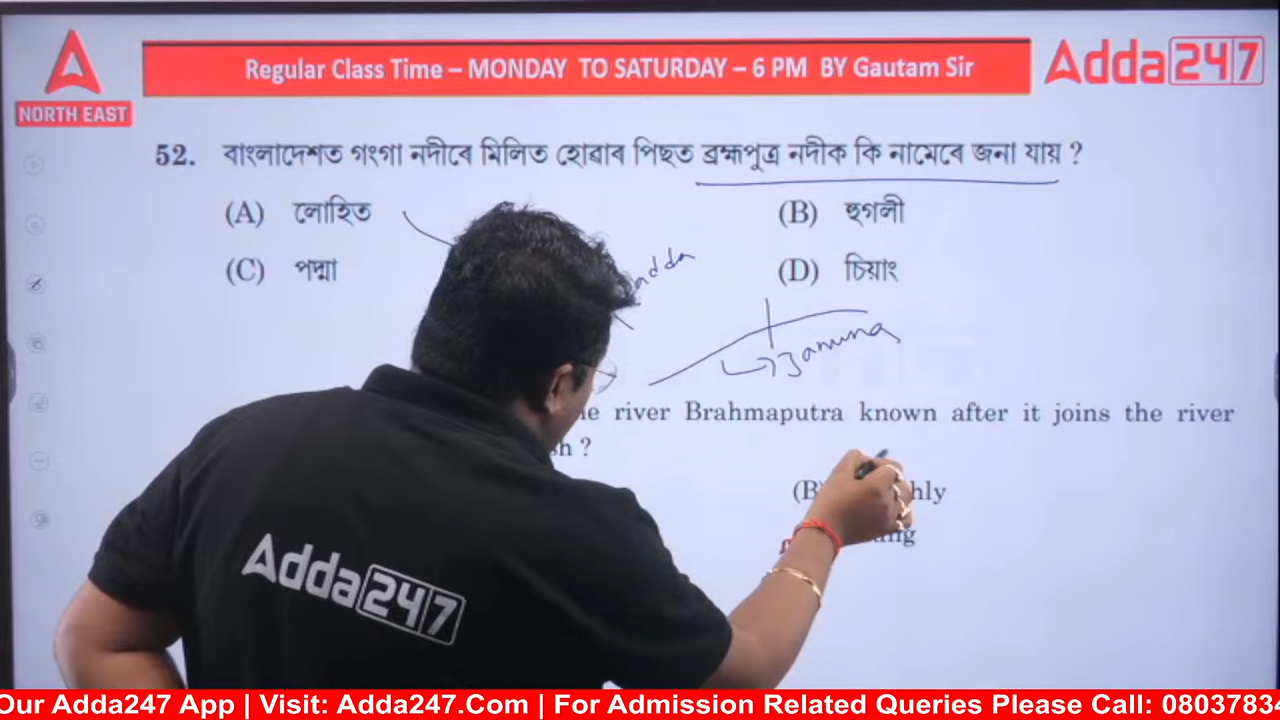 Regular Class Time – MONDAY TO SATURDAY – 6 PM BY Gautam Sir
Adda247
NORTH EAST
52. বাংলাদেশত গংগা নদীৰে মিলিত হোৱাৰ পিছত ব্ৰহ্মপুত্ৰ নদীক কি নামেৰে জনা যায় ?
(A) লোহিত
(B) হুগলী
(C) পদ্মা
(D) চিয়াং
adda
Jamuna
river Brahmaputra known after it joins the river
?
(B)
Adda247
Our Adda247 App | Visit: Adda247.Com | For Admission Related Queries Please Call: 08037834